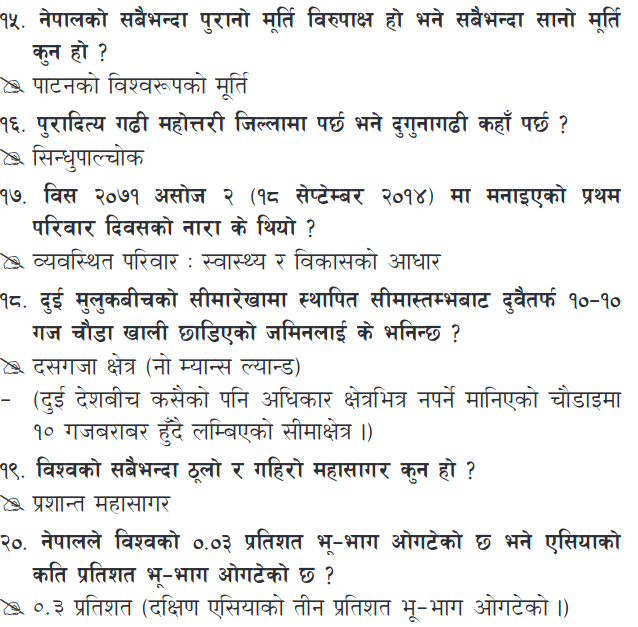 १५. नेपालको सबैभन्दा पुरानो मूर्ति विरुपाक्ष हो भने सबैभन्दा सानो मूर्ति
कुन हो ?
पाटनको विश्वरूपको मूर्ति
१६. पुरादित्य गढी महोत्तरी जिल्लामा पर्छ भने दुगुनागढी कहाँ पर्छ ?
सिन्धुपाल्चोक
१७. विस २०७१ असोज २ (१८ सेप्टेम्बर २०१४) मा मनाइएको प्रथम
परिवार दिवसको नारा के थियो ?
व्यवस्थित परिवार : स्वास्थ्य र विकासको आधार
१८. दुई मुलुकबीचको सीमारेखामा स्थापित सीमास्तम्भबाट दुवैतर्फ १०-१०
गज चौडा खाली छाडिएको जमिनलाई के भनिन्छ ?
दसगजा क्षेत्र (नो म्यान्स ल्यान्ड)
- (दुई देशबीच कसैको पनि अधिकार क्षेत्रभित्र नपर्ने मानिएको चौडाइमा
१० गजबराबर हुँदै लम्बिएको सीमाक्षेत्र ।)
१९. विश्वको सबैभन्दा ठूलो र गहिरो महासागर कुन हो ?
प्रशान्त महासागर
२०. नेपालले विश्वको ०.०३ प्रतिशत भू-भाग ओगटेको छ भने एसियाको
कति प्रतिशत भू-भाग ओगटेको छ ?
०.३ प्रतिशत (दक्षिण एसियाको तीन प्रतिशत भू-भाग ओगटेको ।)